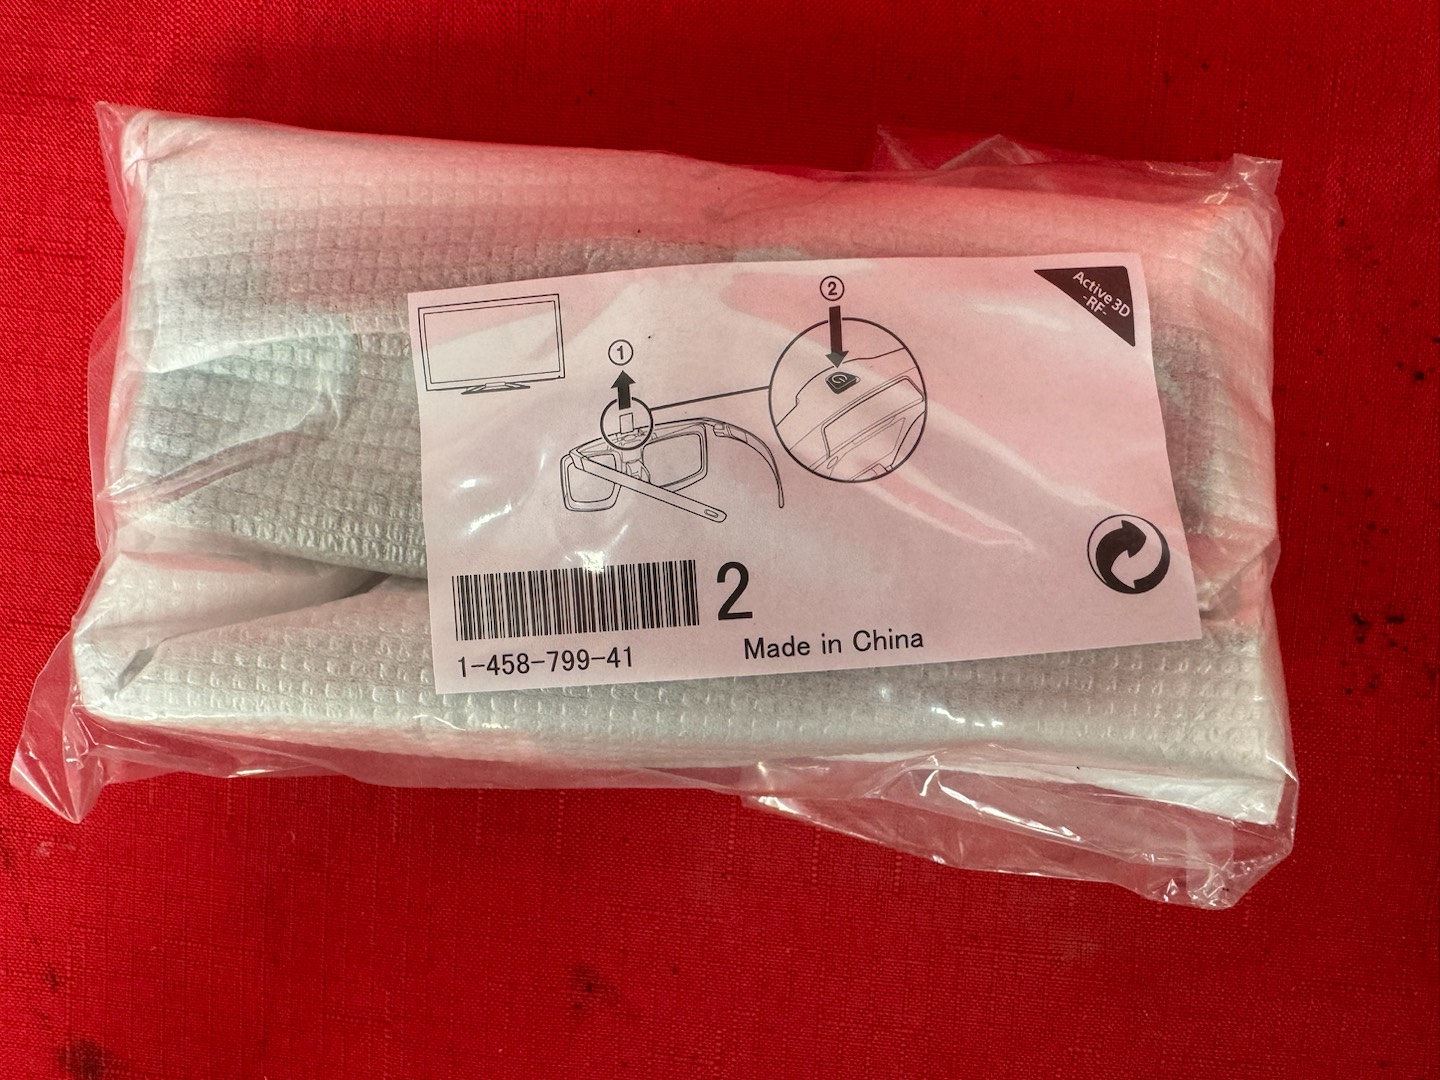 Active 3D
-RF-
①
②
2
1-458-799-41
Made in China